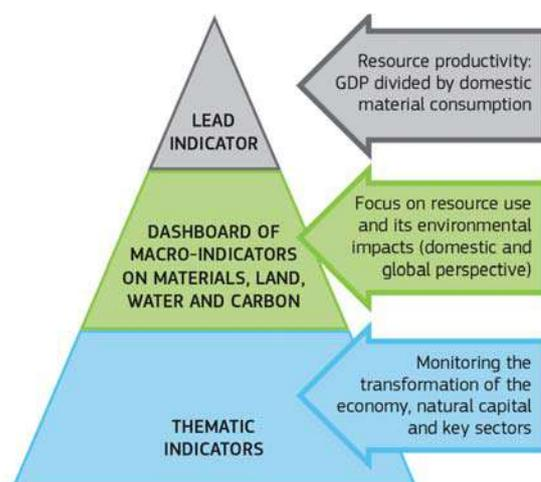 LEAD
INDICATOR
Resource productivity:
GDP divided by domestic
material consumption
DASHBOARD OF
MACRO-INDICATORS
ON MATERIALS, LAND,
WATER AND CARBON
Focus on resource use
and its environmental
impacts (domestic and
global perspective)
THEMATIC
INDICATORS
Monitoring the
transformation of the
economy, natural capital
and key sectors